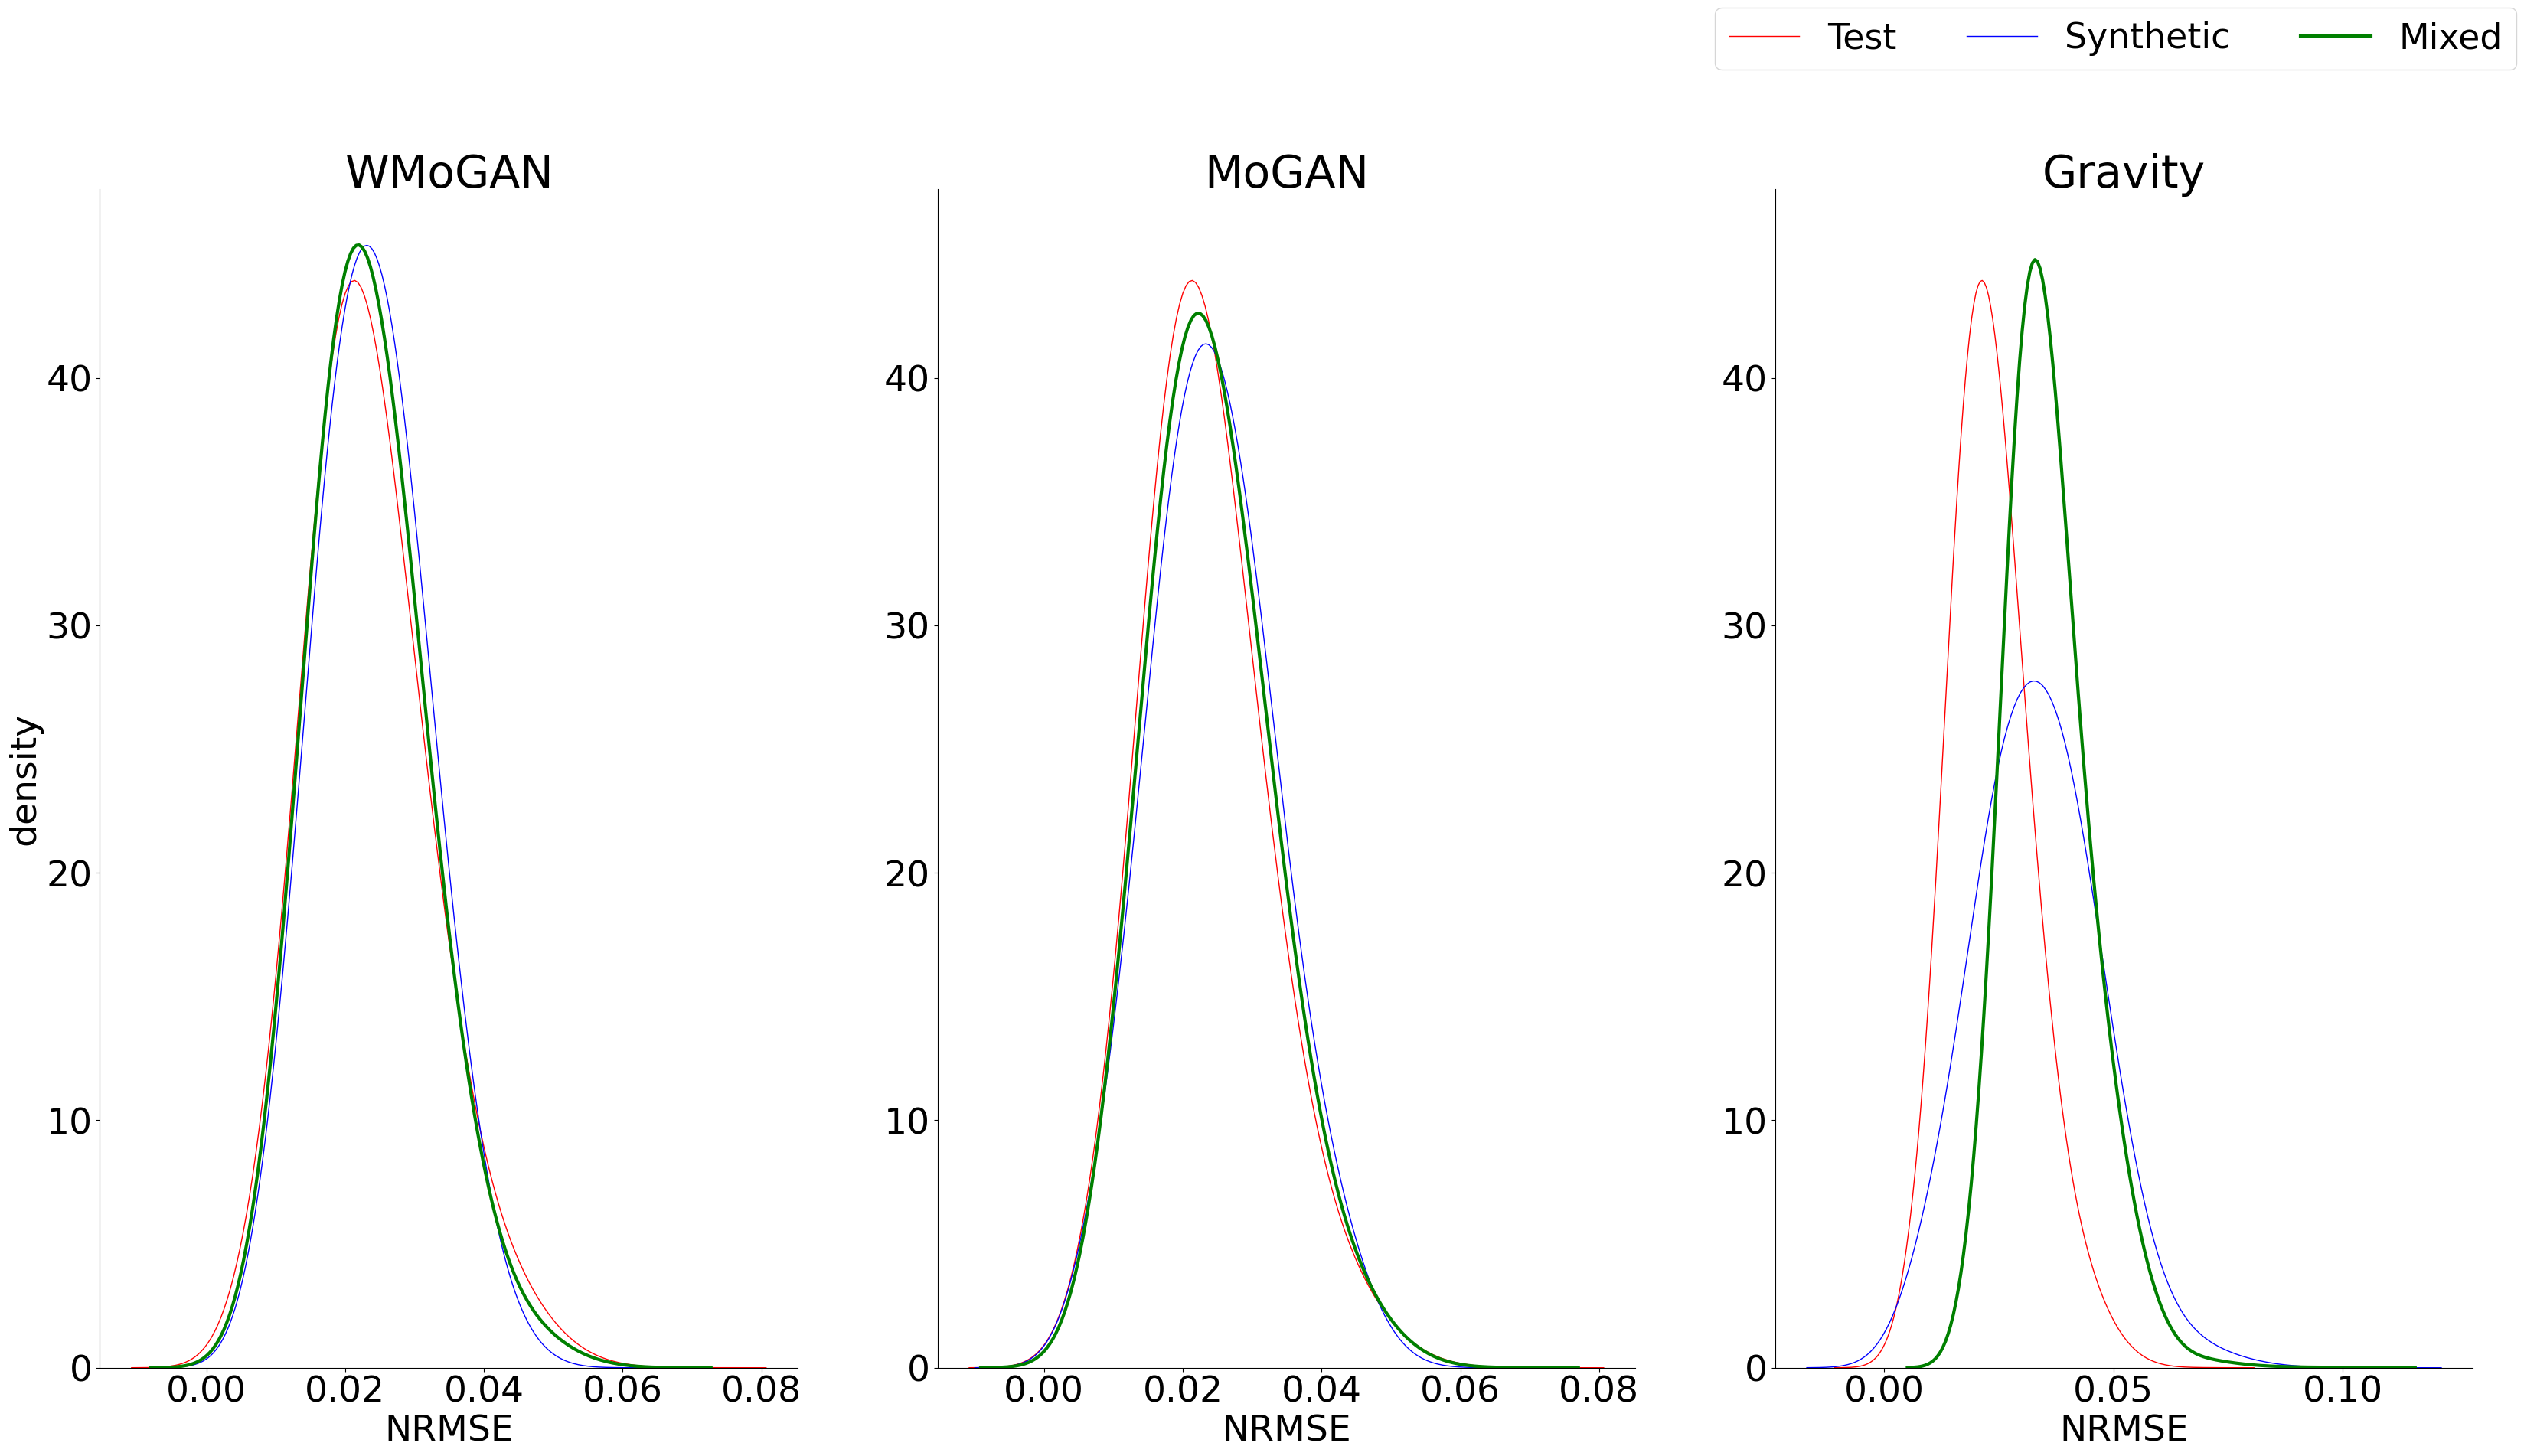 Test Synthetic Mixed
WMoGAN MoGAN Gravity
density
40 40 40
30 30 30
20 20 20
10 10 10
0 0 0
0.00 0.02 0.04 0.06 0.08 0.00 0.02 0.04 0.06 0.08 0.00 0.05 0.10
NRMSE NRMSE NRMSE